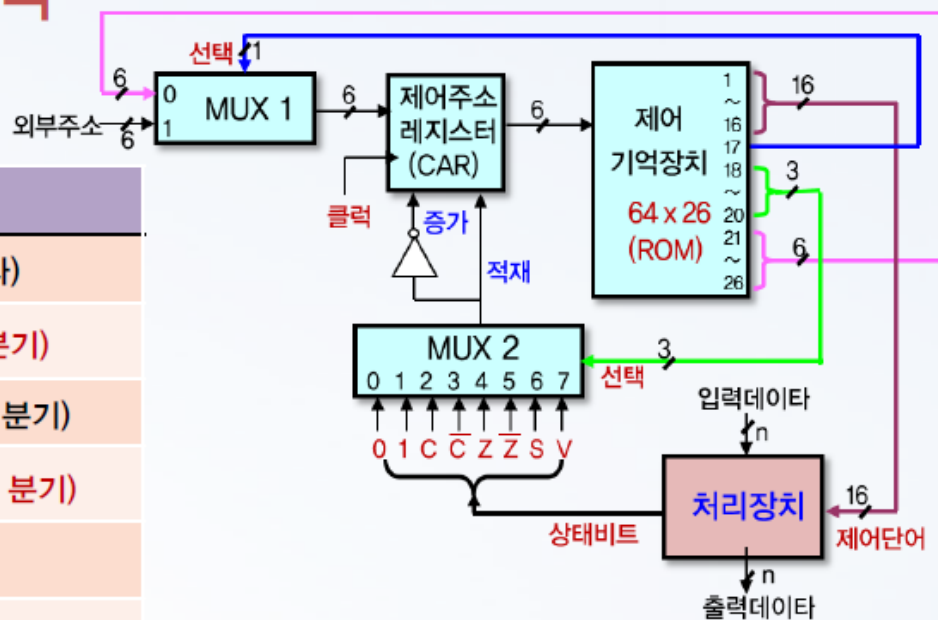 선택
1
6
0
MUX 1
1
외부주소
6
6
제어주소
레지스터
(CAR)
클럭
6
제어
기억장치
64 x 26
(ROM)
1
~
16
17
18
~
20
21
~
26
16
3
6
증가
적재
MUX 2
0 1 2 3 4 5 6 7
3
선택
0 1 C C̅ Z Z̅ S V
상태비트
입력데이타
n
처리장치
16
제어단어
n
출력데이타
분기)
분기)